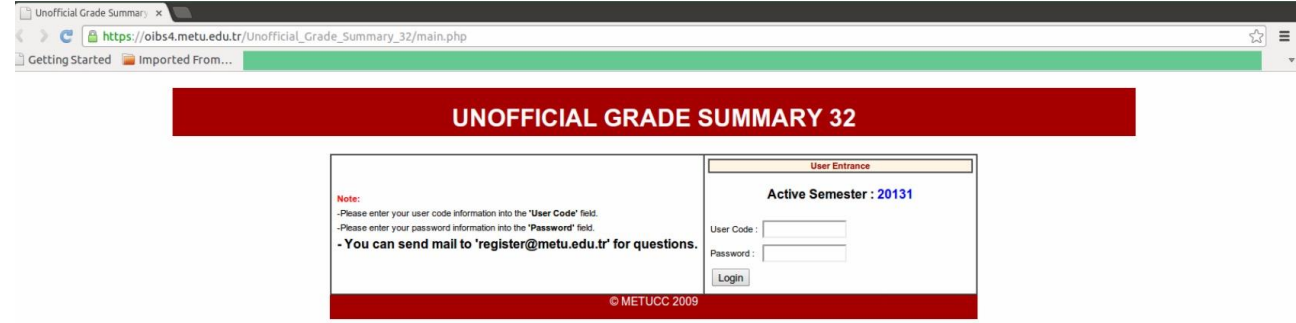 Unofficial Grade Summary
https://oibs4.metu.edu.tr/Unofficial_Grade_Summary_32/main.php
Getting Started Imported From...
UNOFFICIAL GRADE SUMMARY 32
Note:
-Please enter your user code information into the 'User Code' field.
-Please enter your password information into the 'Password' field.
- You can send mail to 'register@metu.edu.tr' for questions.
User Entrance
Active Semester : 20131
User Code :
Password :
Login
© METUCC 2009